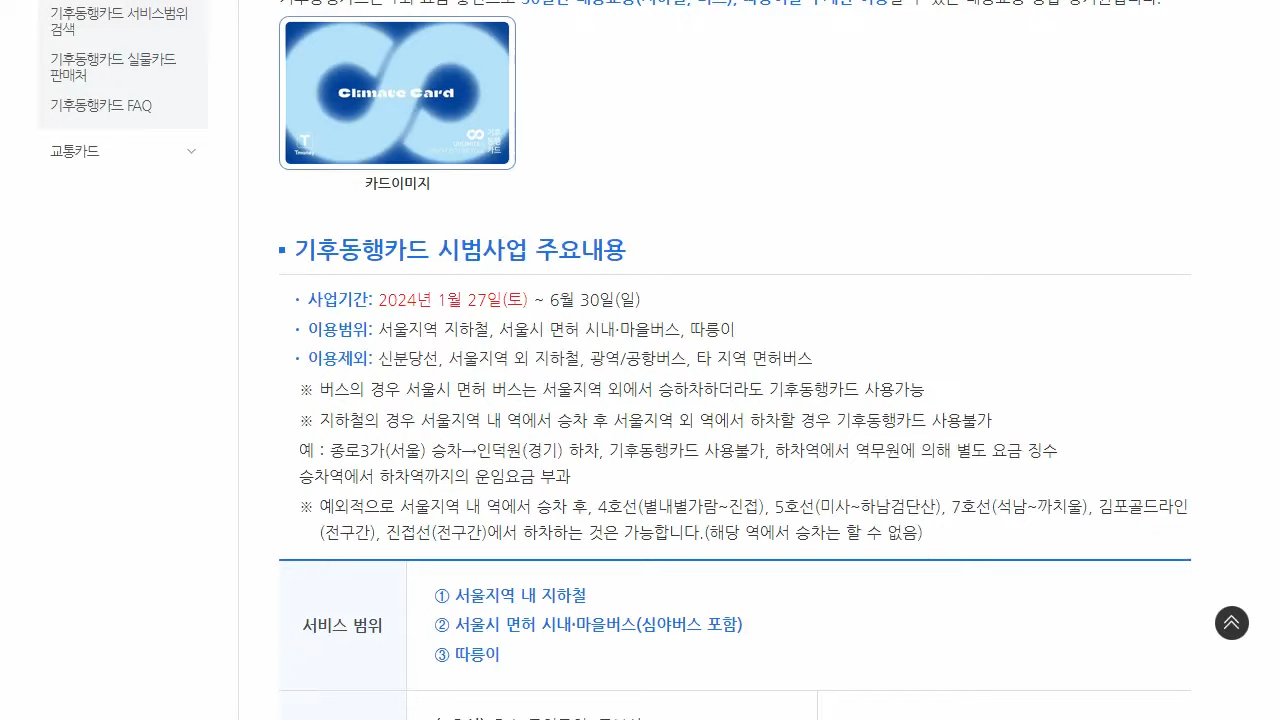 기후동행카드 서비스범위
검색
기후동행카드 실물카드
판매처
기후동행카드 FAQ
교통카드
Climate Card
Tmoney
기후
동행
카드
카드이미지
기후동행카드 시범사업 주요내용
· 사업기간: 2024년 1월 27일(토) ~ 6월 30일(일)
· 이용범위: 서울지역 지하철, 서울시 면허 시내·마을버스, 따릉이
· 이용제외: 신분당선, 서울지역 외 지하철, 광역/공항버스, 타 지역 면허버스
※ 버스의 경우 서울시 면허 버스는 서울지역 외에서 승하차하더라도 기후동행카드 사용가능
※ 지하철의 경우 서울지역 내 역에서 승차 후 서울지역 외 역에서 하차할 경우 기후동행카드 사용불가
예 : 종로3가(서울) 승차→인덕원(경기) 하차, 기후동행카드 사용불가, 하차역에서 역무원에 의해 별도 요금 징수
승차역에서 하차역까지의 운임요금 부과
※ 예외적으로 서울지역 내 역에서 승차 후, 4호선(별내별가람~진접), 5호선(미사~하남검단산), 7호선(석남~까치울), 김포골드라인
(전구간), 진접선(전구간)에서 하차하는 것은 가능합니다.(해당 역에서 승차는 할 수 없음)
서비스 범위
① 서울지역 내 지하철
② 서울시 면허 시내·마을버스(심야버스 포함)
③ 따릉이